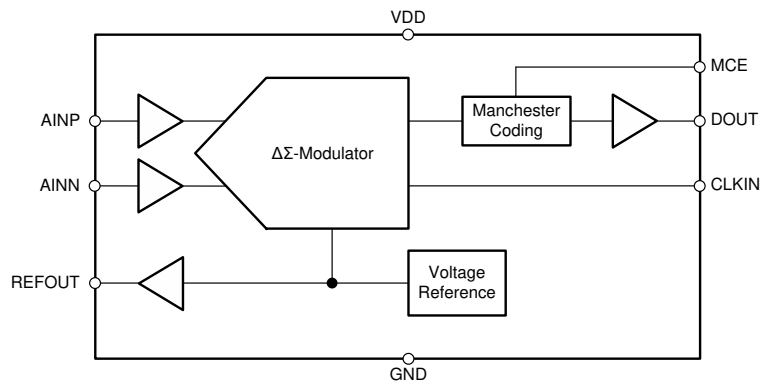 VDD
MCE
AINP
Manchester
Coding
DOUT
ΔΣ-Modulator
AINN
CLKIN
REFOUT
Voltage
Reference
GND